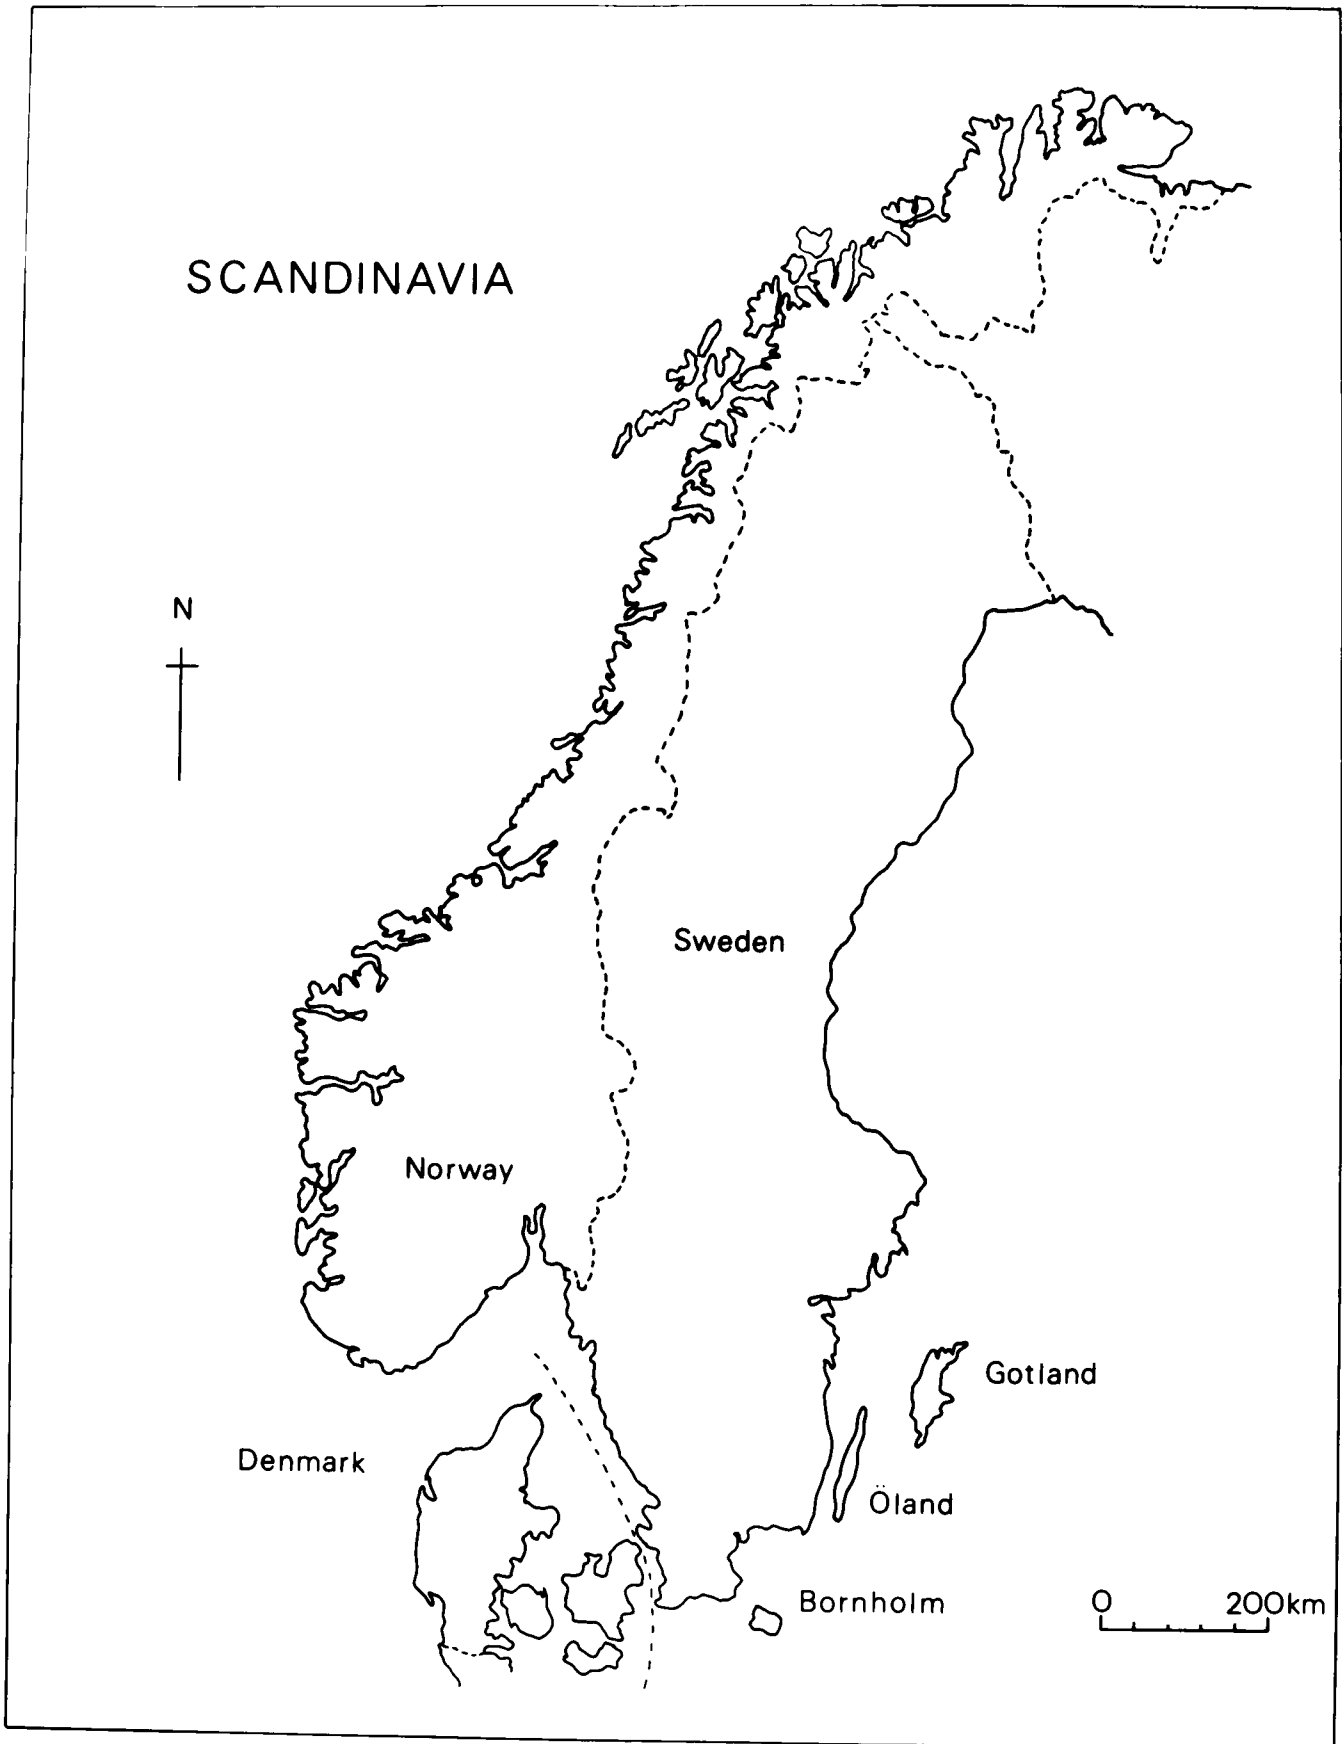 SCANDINAVIA
N
Sweden
Norway
Gotland
Denmark
Öland
Bornholm
0 200km